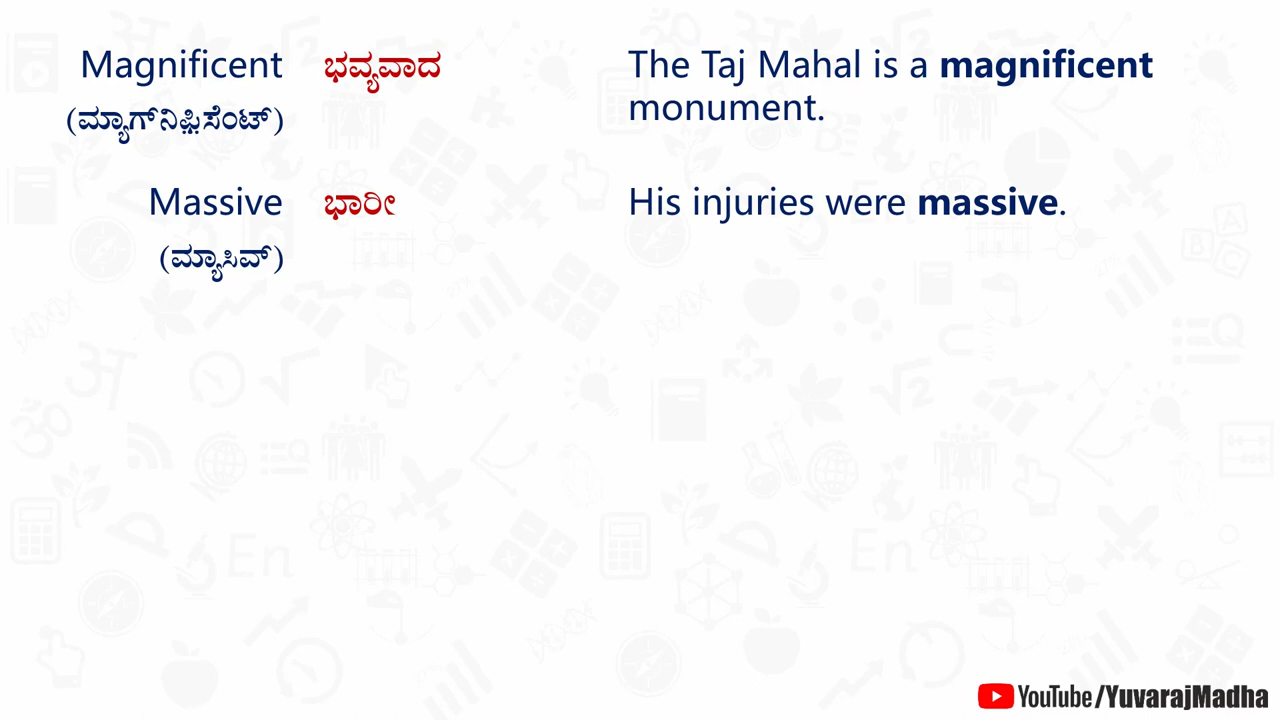 Magnificent ಭವ್ಯವಾದ The Taj Mahal is a magnificent
(ಮ್ಯಾಗ್‌ನಿಫ಼ಿಸೆಂಟ್) monument.
Massive ಭಾರೀ His injuries were massive.
(ಮ್ಯಾಸಿವ್)
YouTube/YuvarajMadha